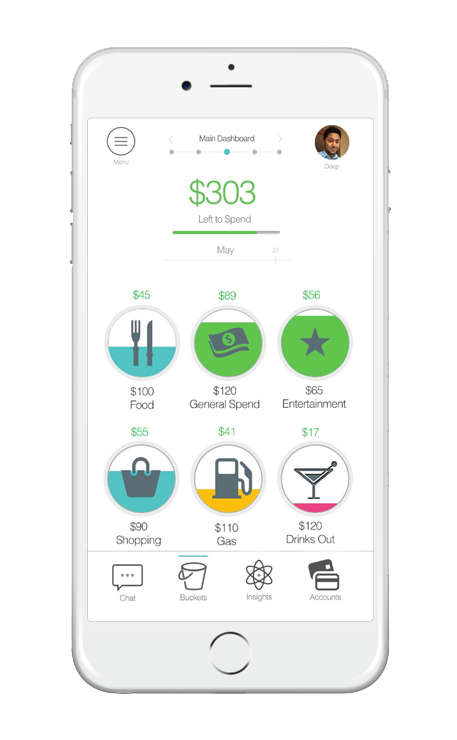 Main Dashboard
Menu
Deep
$303
Left to Spend
May
27
$45
$89
$56
$100
$120
$65
Food
General Spend
Entertainment
$55
$41
$17
$90
$110
$120
Shopping
Gas
Drinks Out
Chat
Buckets
Insights
Accounts